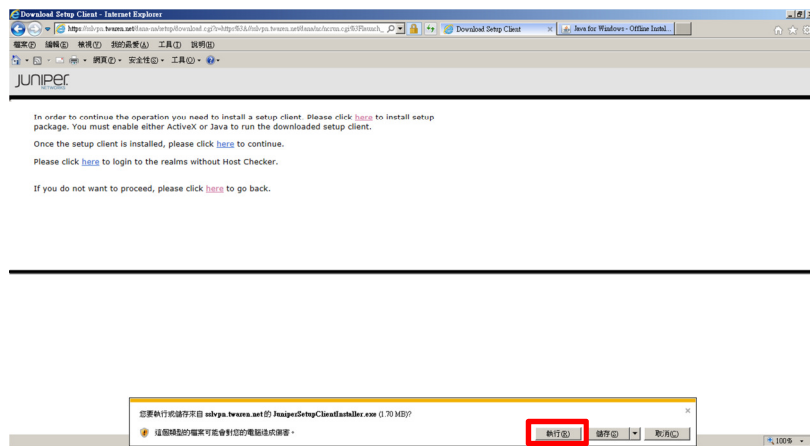 Download Setup Client - Internet Explorer
Download Setup Client
Java for Windows - Offline Instal...
檔案(F) 編輯(E) 檢視(V) 我的最愛(A) 工具(T) 說明(H)
網頁(P) 安全性(S) 工具(O)
JUNIPER
NETWORKS
In order to continue the operation you need to install a setup client. Please click here to install setup
package. You must enable either ActiveX or Java to run the downloaded setup client.
Once the setup client is installed, please click here to continue.
Please click here to login to the realms without Host Checker.
If you do not want to proceed, please click here to go back.
您要執行或儲存來自 sslvpn.twaren.net 的 JuniperSetupClientInstaller.exe (1.70 MB)?
這個類型的檔案可能會對您的電腦造成傷害。
執行(R) 儲存(S) 取消(C)
100%